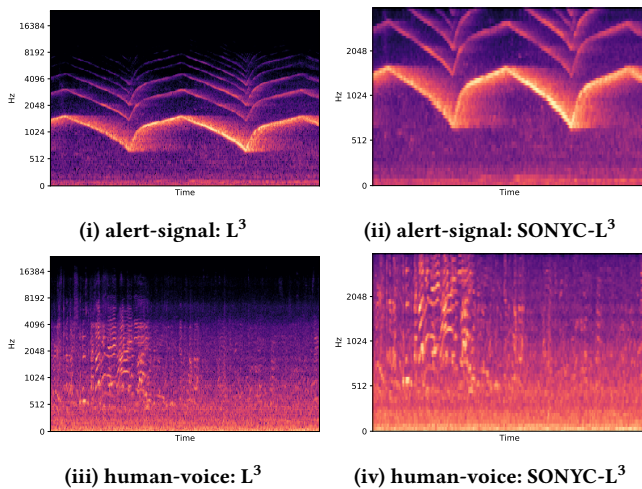 16384
8192
4096
2048
1024
512
0
Hz
Time
(i) alert-signal: L³
2048
1024
512
0
Hz
Time
(ii) alert-signal: SONYC-L³
16384
8192
4096
2048
1024
512
0
Hz
Time
(iii) human-voice: L³
2048
1024
512
0
Hz
Time
(iv) human-voice: SONYC-L³